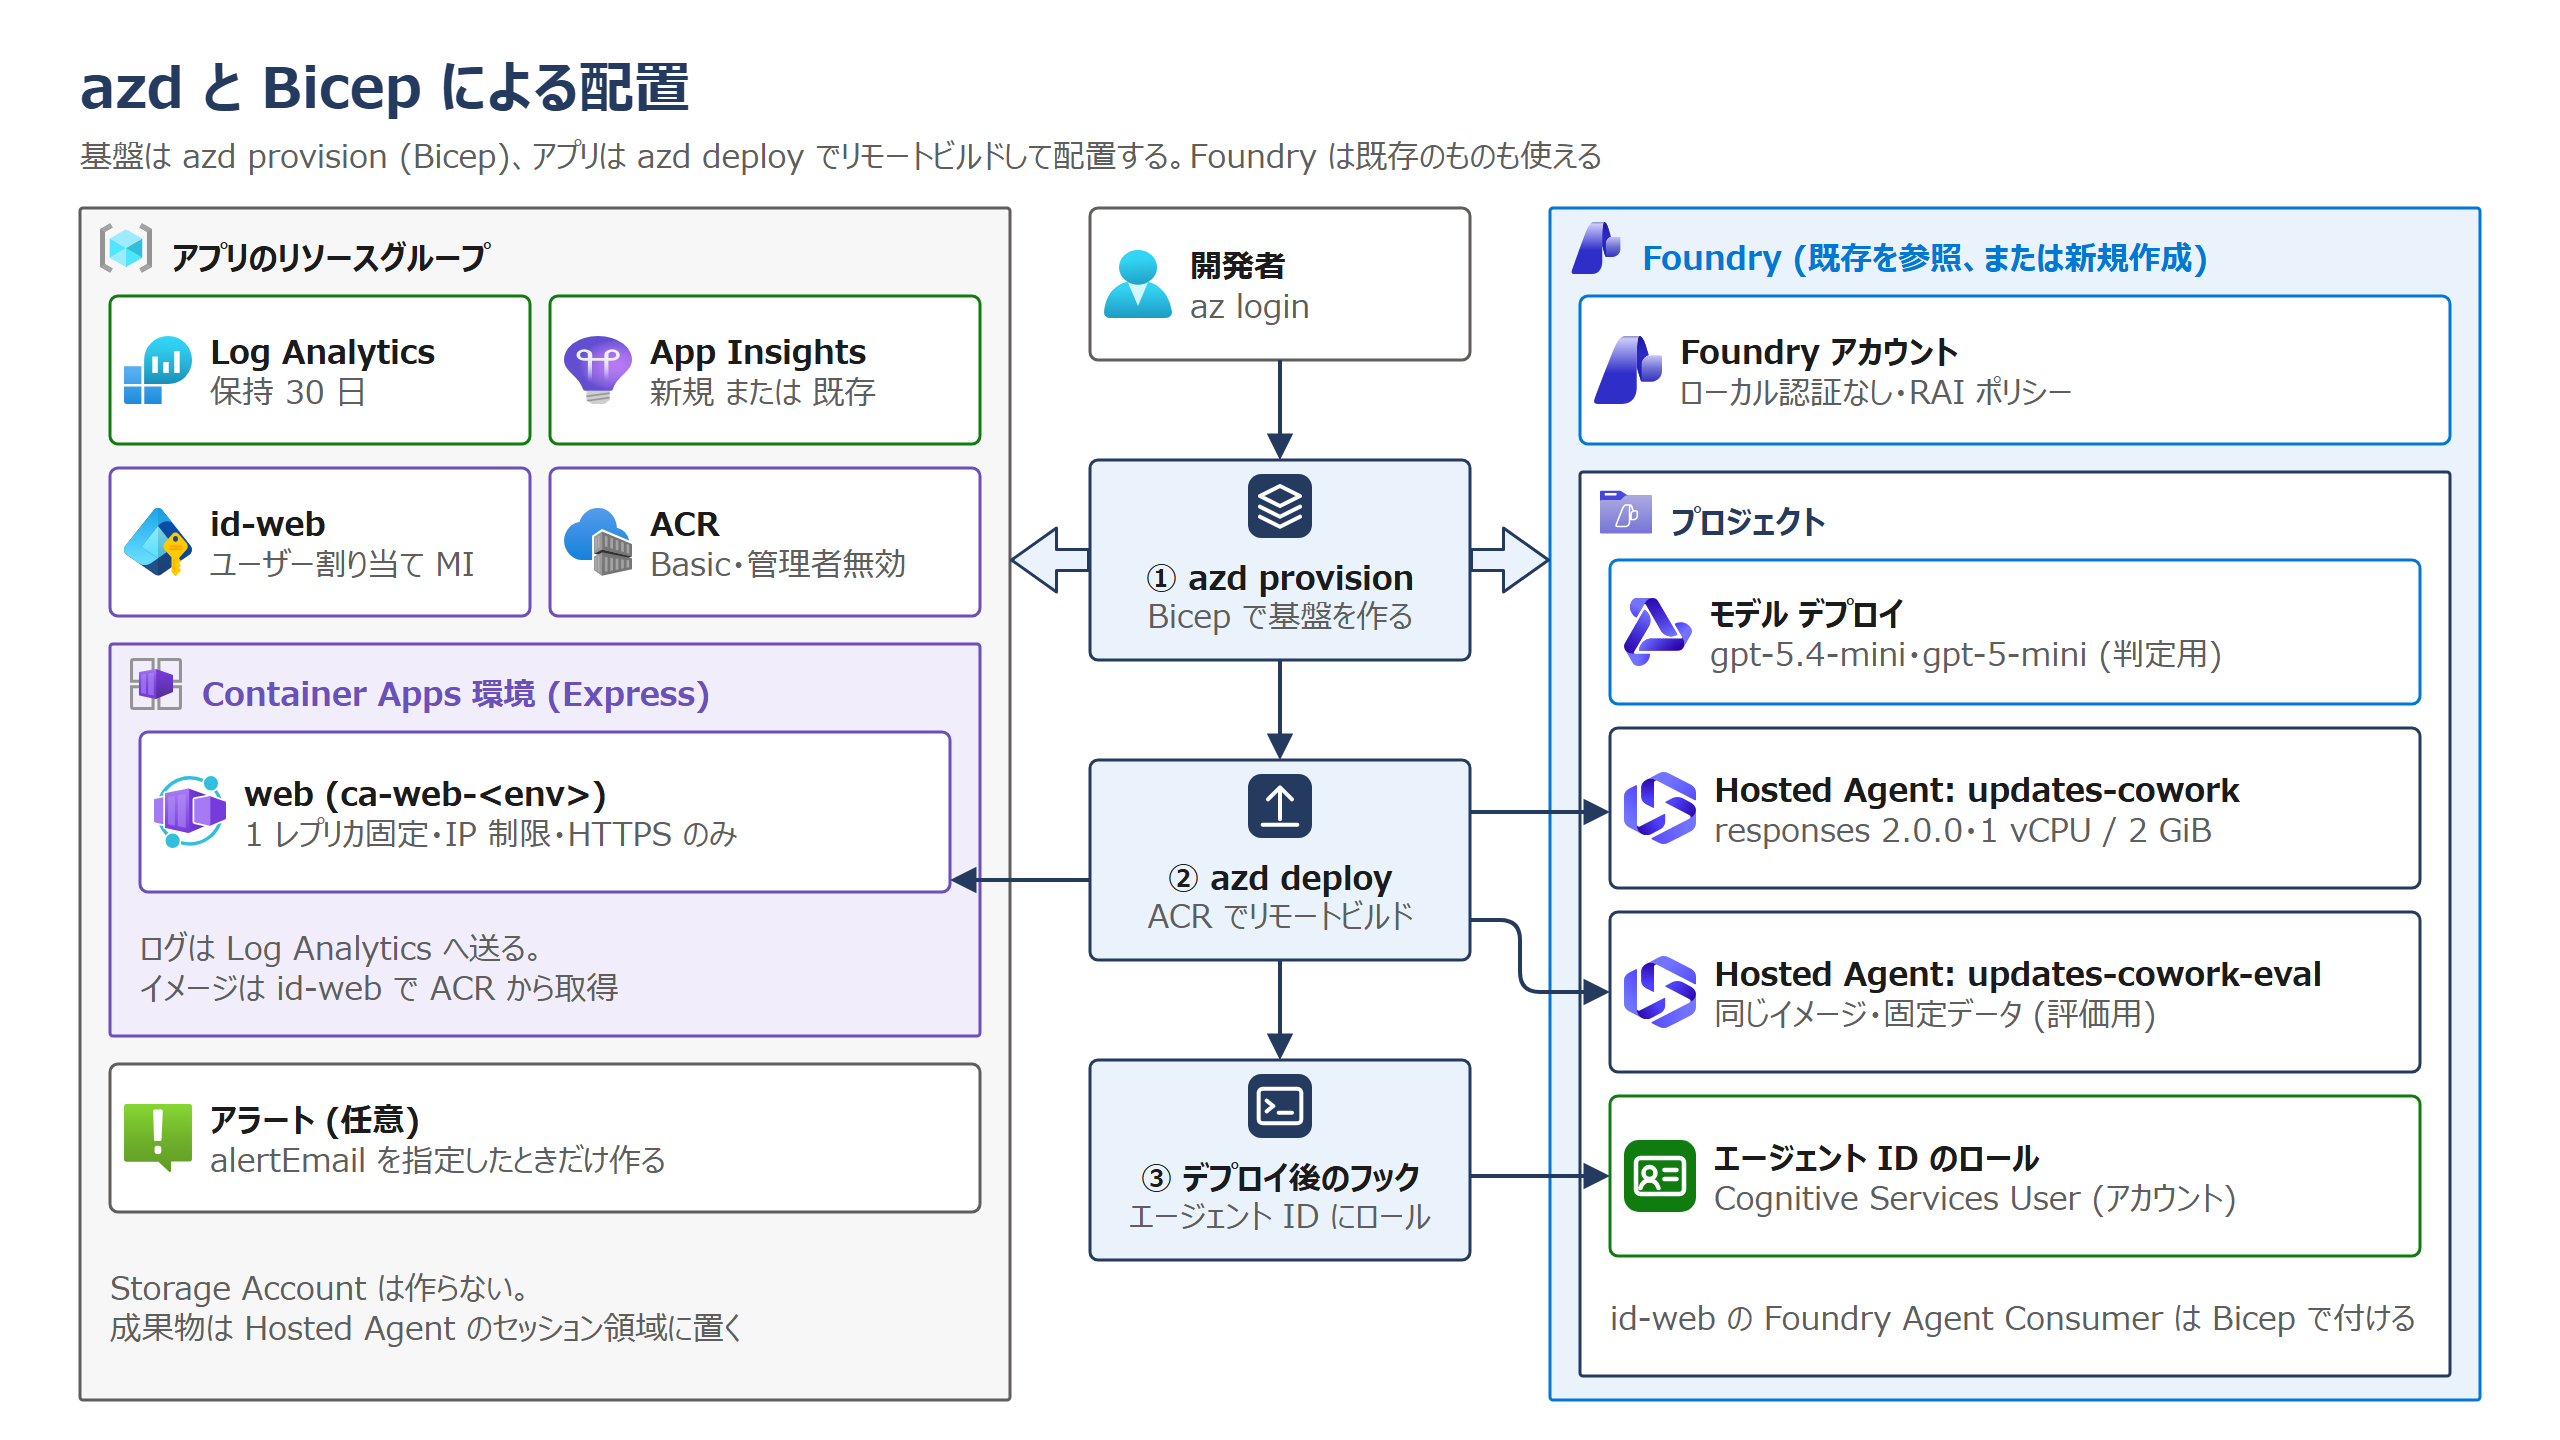 azd と Bicep による配置
基盤は azd provision (Bicep)、アプリは azd deploy でリモートビルドして配置する。Foundry は既存のものも使える
アプリのリソースグループ
Log Analytics
保持 30 日
App Insights
新規 または 既存
id-web
ユーザー割り当て MI
ACR
Basic・管理者無効
Container Apps 環境 (Express)
web (ca-web-<env>)
1 レプリカ固定・IP 制限・HTTPS のみ
ログは Log Analytics へ送る。
イメージは id-web で ACR から取得
アラート (任意)
alertEmail を指定したときだけ作る
Storage Account は作らない。
成果物は Hosted Agent のセッション領域に置く
開発者
az login
① azd provision
Bicep で基盤を作る
② azd deploy
ACR でリモートビルド
③ デプロイ後のフック
エージェント ID にロール
Foundry (既存を参照、または新規作成)
Foundry アカウント
ローカル認証なし・RAI ポリシー
プロジェクト
モデル デプロイ
gpt-5.4-mini・gpt-5-mini (判定用)
Hosted Agent: updates-cowork
responses 2.0.0・1 vCPU / 2 GiB
Hosted Agent: updates-cowork-eval
同じイメージ・固定データ (評価用)
エージェント ID のロール
Cognitive Services User (アカウント)
id-web の Foundry Agent Consumer は Bicep で付ける